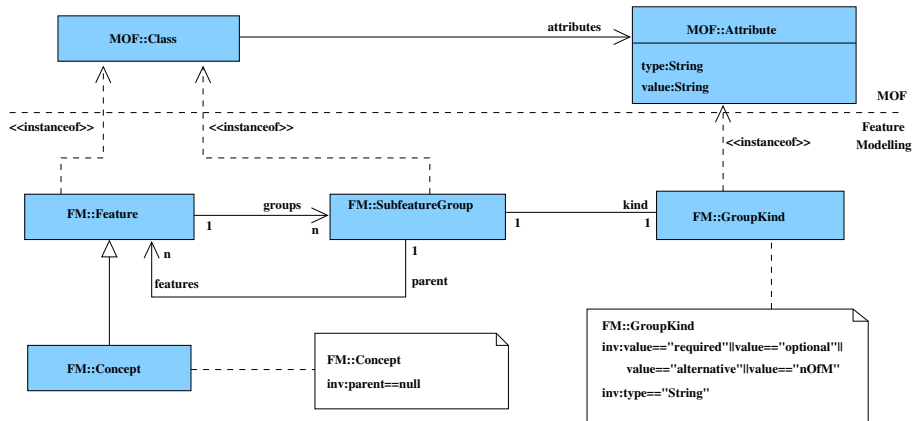 MOF::Class
attributes
MOF::Attribute
type:String
value:String
MOF
<<instanceof>>
<<instanceof>>
<<instanceof>>
Feature
Modelling
FM::Feature
groups
1
n
FM::SubfeatureGroup
kind
1
1
FM::GroupKind
n
1
features
parent
FM::Concept
FM::Concept
inv:parent==null
FM::GroupKind
inv:value=="required"||value=="optional"||
value=="alternative"||value=="nOfM"
inv:type=="String"